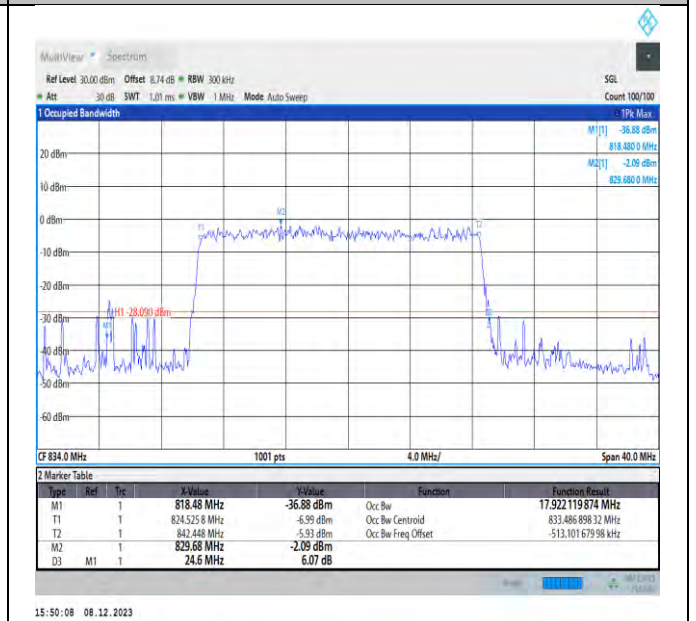 MultiView Spectrum
Ref Level 30.00 dBm Offset 8.74 dB RBW 300 kHz SGL
Att 30 dB SWT 1.01 ms VBW 1 MHz Mode Auto Sweep Count 100/100
1 Occupied Bandwidth 1Pk Max
M1[1] -36.88 dBm
818.480 0 MHz
M2[1] -2.09 dBm
829.680 0 MHz
20 dBm
10 dBm
M2
T1 T2
0 dBm
-10 dBm
-20 dBm
H1 -28.090 dBm
-30 dBm
M1
-40 dBm
-50 dBm
-60 dBm
CF 834.0 MHz 1001 pts 4.0 MHz/ Span 40.0 MHz
2 Marker Table
Type Ref Trc X-Value Y-Value Function Function Result
M1 1 818.48 MHz -36.88 dBm Occ Bw 17.922 119 874 MHz
T1 1 824.525 8 MHz -6.99 dBm Occ Bw Centroid 833.486 898 32 MHz
T2 1 842.448 MHz -5.93 dBm Occ Bw Freq Offset -513.101 679 98 kHz
M2 1 829.68 MHz -2.09 dBm
D3 M1 1 24.6 MHz 6.07 dB
15:50:08 08.12.2023